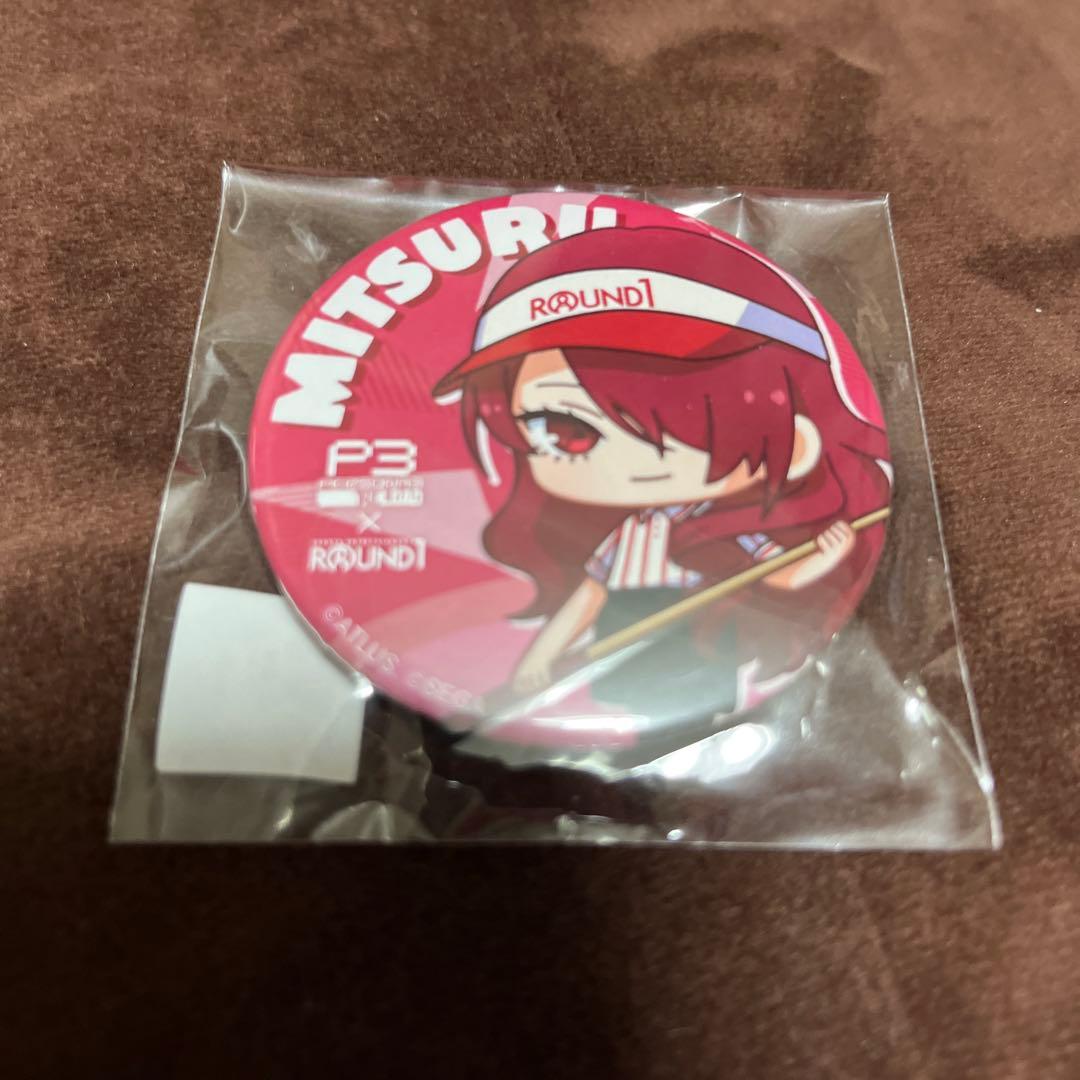 MITSURU
ROUND1
P3
×
ROUND1
©ATLUS ©SEGA